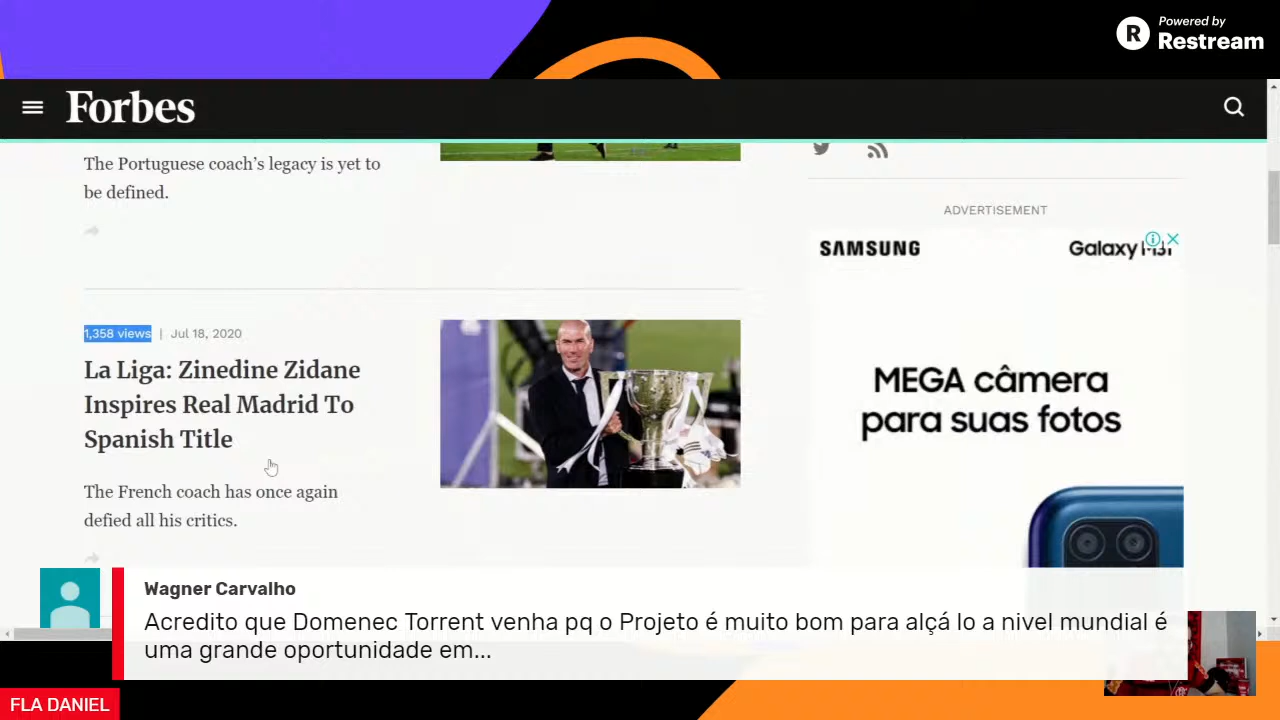 Powered by
R Restream
Forbes
The Portuguese coach's legacy is yet to
be defined.
ADVERTISEMENT
SAMSUNG
Galaxy M31
1,358 views | Jul 18, 2020
La Liga: Zinedine Zidane
Inspires Real Madrid To
Spanish Title
MEGA câmera
para suas fotos
The French coach has once again
defied all his critics.
Wagner Carvalho
Acredito que Domenec Torrent venha pq o Projeto é muito bom para alçá lo a nivel mundial é
uma grande oportunidade em...
FLA DANIEL